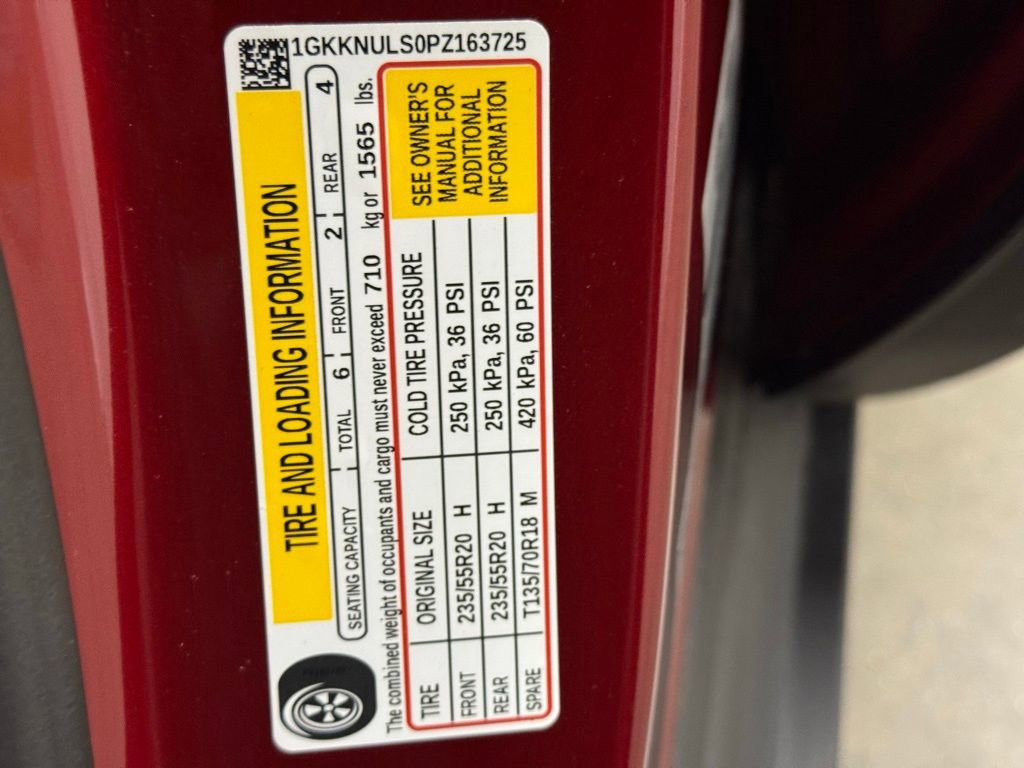 1GKKNULS0PZ163725
TIRE AND LOADING INFORMATION
SEATING CAPACITY TOTAL 6 FRONT 2 REAR 4
The combined weight of occupants and cargo must never exceed 710 kg or 1565 lbs.
TIRE ORIGINAL SIZE COLD TIRE PRESSURE
FRONT 235/55R20 H 250 kPa, 36 PSI
REAR 235/55R20 H 250 kPa, 36 PSI
SPARE T135/70R18 M 420 kPa, 60 PSI
SEE OWNER'S
MANUAL FOR
ADDITIONAL
INFORMATION